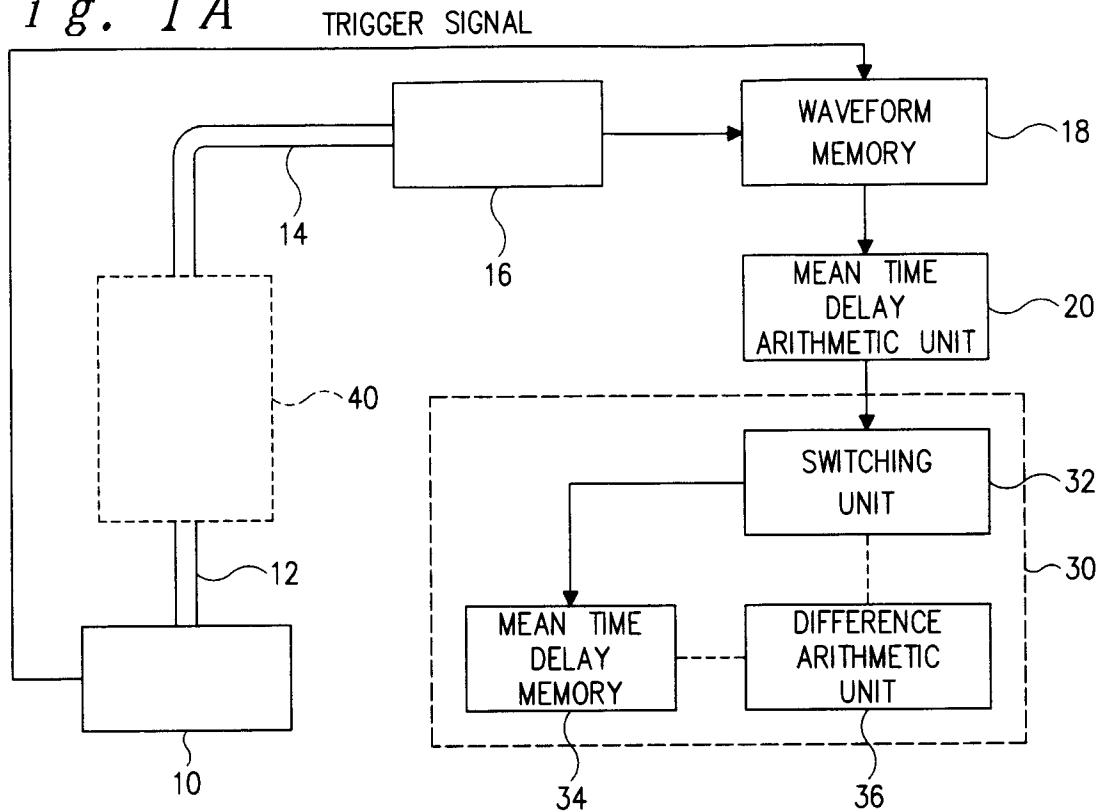 ig. 1A
TRIGGER SIGNAL
WAVEFORM
MEMORY
18
14
16
MEAN TIME
DELAY
ARITHMETIC UNIT
20
40
SWITCHING
UNIT
32
12
30
MEAN TIME
DELAY
MEMORY
DIFFERENCE
ARITHMETIC
UNIT
10
34
36